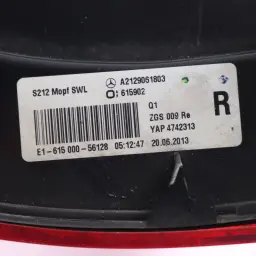 S212 Mopf SWL
A2129061803
Q: 615902
Q1
ZGS 009 Re
YAP 4742313
R
E1-615 000-56128 05:12:47 20.06.2013